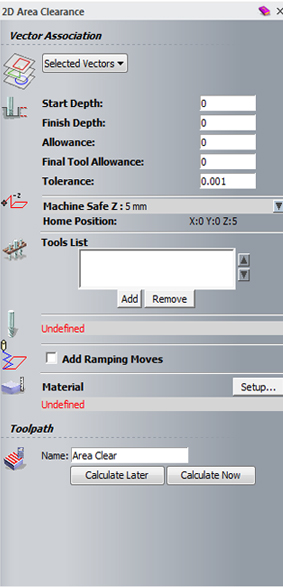 2D Area Clearance
Vector Association
Selected Vectors
Start Depth: 0
Finish Depth: 0
Allowance: 0
Final Tool Allowance: 0
Tolerance: 0.001
Machine Safe Z : 5 mm
Home Position: X:0 Y:0 Z:5
Tools List
Add Remove
Undefined
Add Ramping Moves
Material Setup...
Undefined
Toolpath
Name: Area Clear
Calculate Later Calculate Now